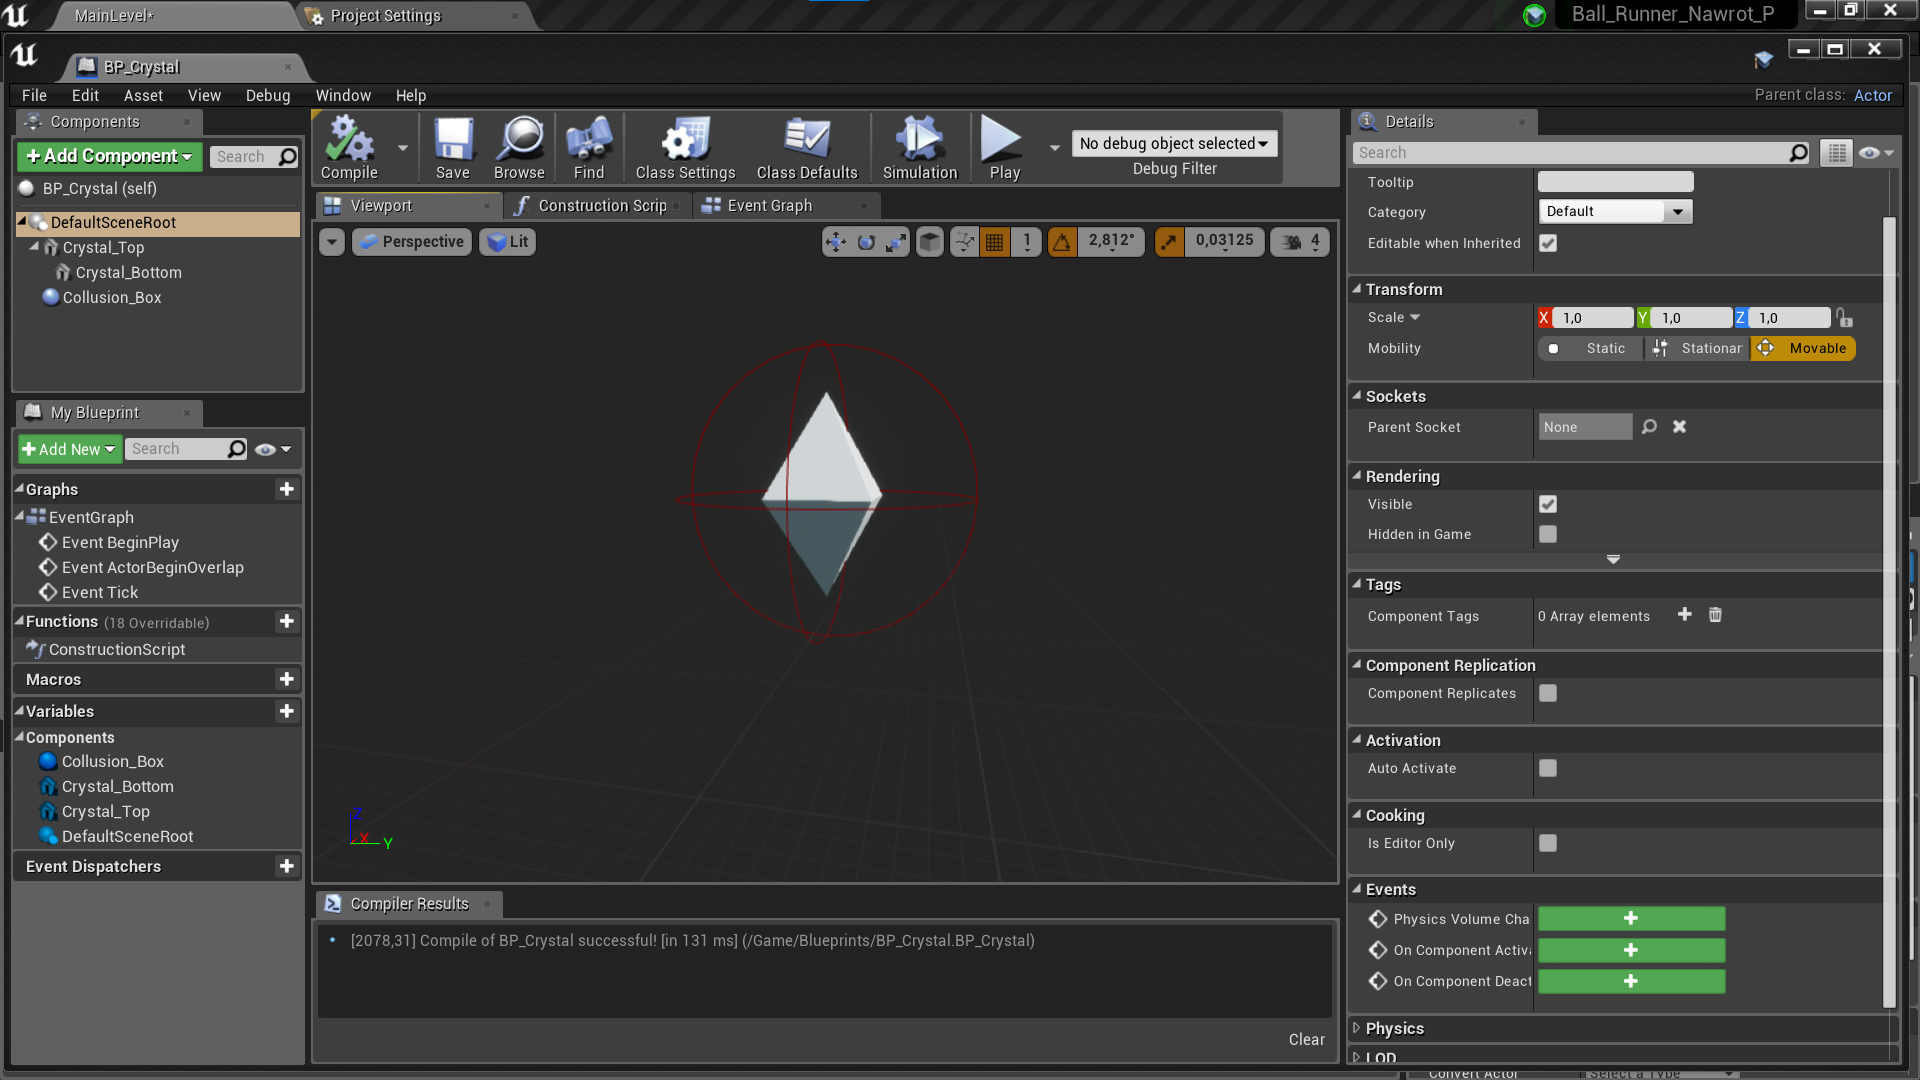 MainLevel*
Project Settings
Ball_Runner_Nawrot_P
BP_Crystal
File Edit Asset View Debug Window Help
Parent class: Actor
Components
+ Add Component
Search
BP_Crystal (self)
DefaultSceneRoot
Crystal_Top
Crystal_Bottom
Collusion_Box
My Blueprint
+ Add New
Search
Graphs
EventGraph
Event BeginPlay
Event ActorBeginOverlap
Event Tick
Functions (18 Overridable)
ConstructionScript
Macros
Variables
Components
Collusion_Box
Crystal_Bottom
Crystal_Top
DefaultSceneRoot
Event Dispatchers
Compile
Save
Browse
Find
Class Settings
Class Defaults
Simulation
Play
No debug object selected
Debug Filter
Viewport
Construction Scrip
Event Graph
Perspective
Lit
1
2,812°
0,03125
4
Z
X
Y
Compiler Results
[2078,31] Compile of BP_Crystal successful! [in 131 ms] (/Game/Blueprints/BP_Crystal.BP_Crystal)
Clear
Details
Search
Tooltip
Category Default
Editable when Inherited
Transform
Scale X 1,0 Y 1,0 Z 1,0
Mobility Static Stationar Movable
Sockets
Parent Socket None
Rendering
Visible
Hidden in Game
Tags
Component Tags 0 Array elements
Component Replication
Component Replicates
Activation
Auto Activate
Cooking
Is Editor Only
Events
Physics Volume Cha
On Component Activ
On Component Deact
Physics
LOD
Convert Actor Select a Type